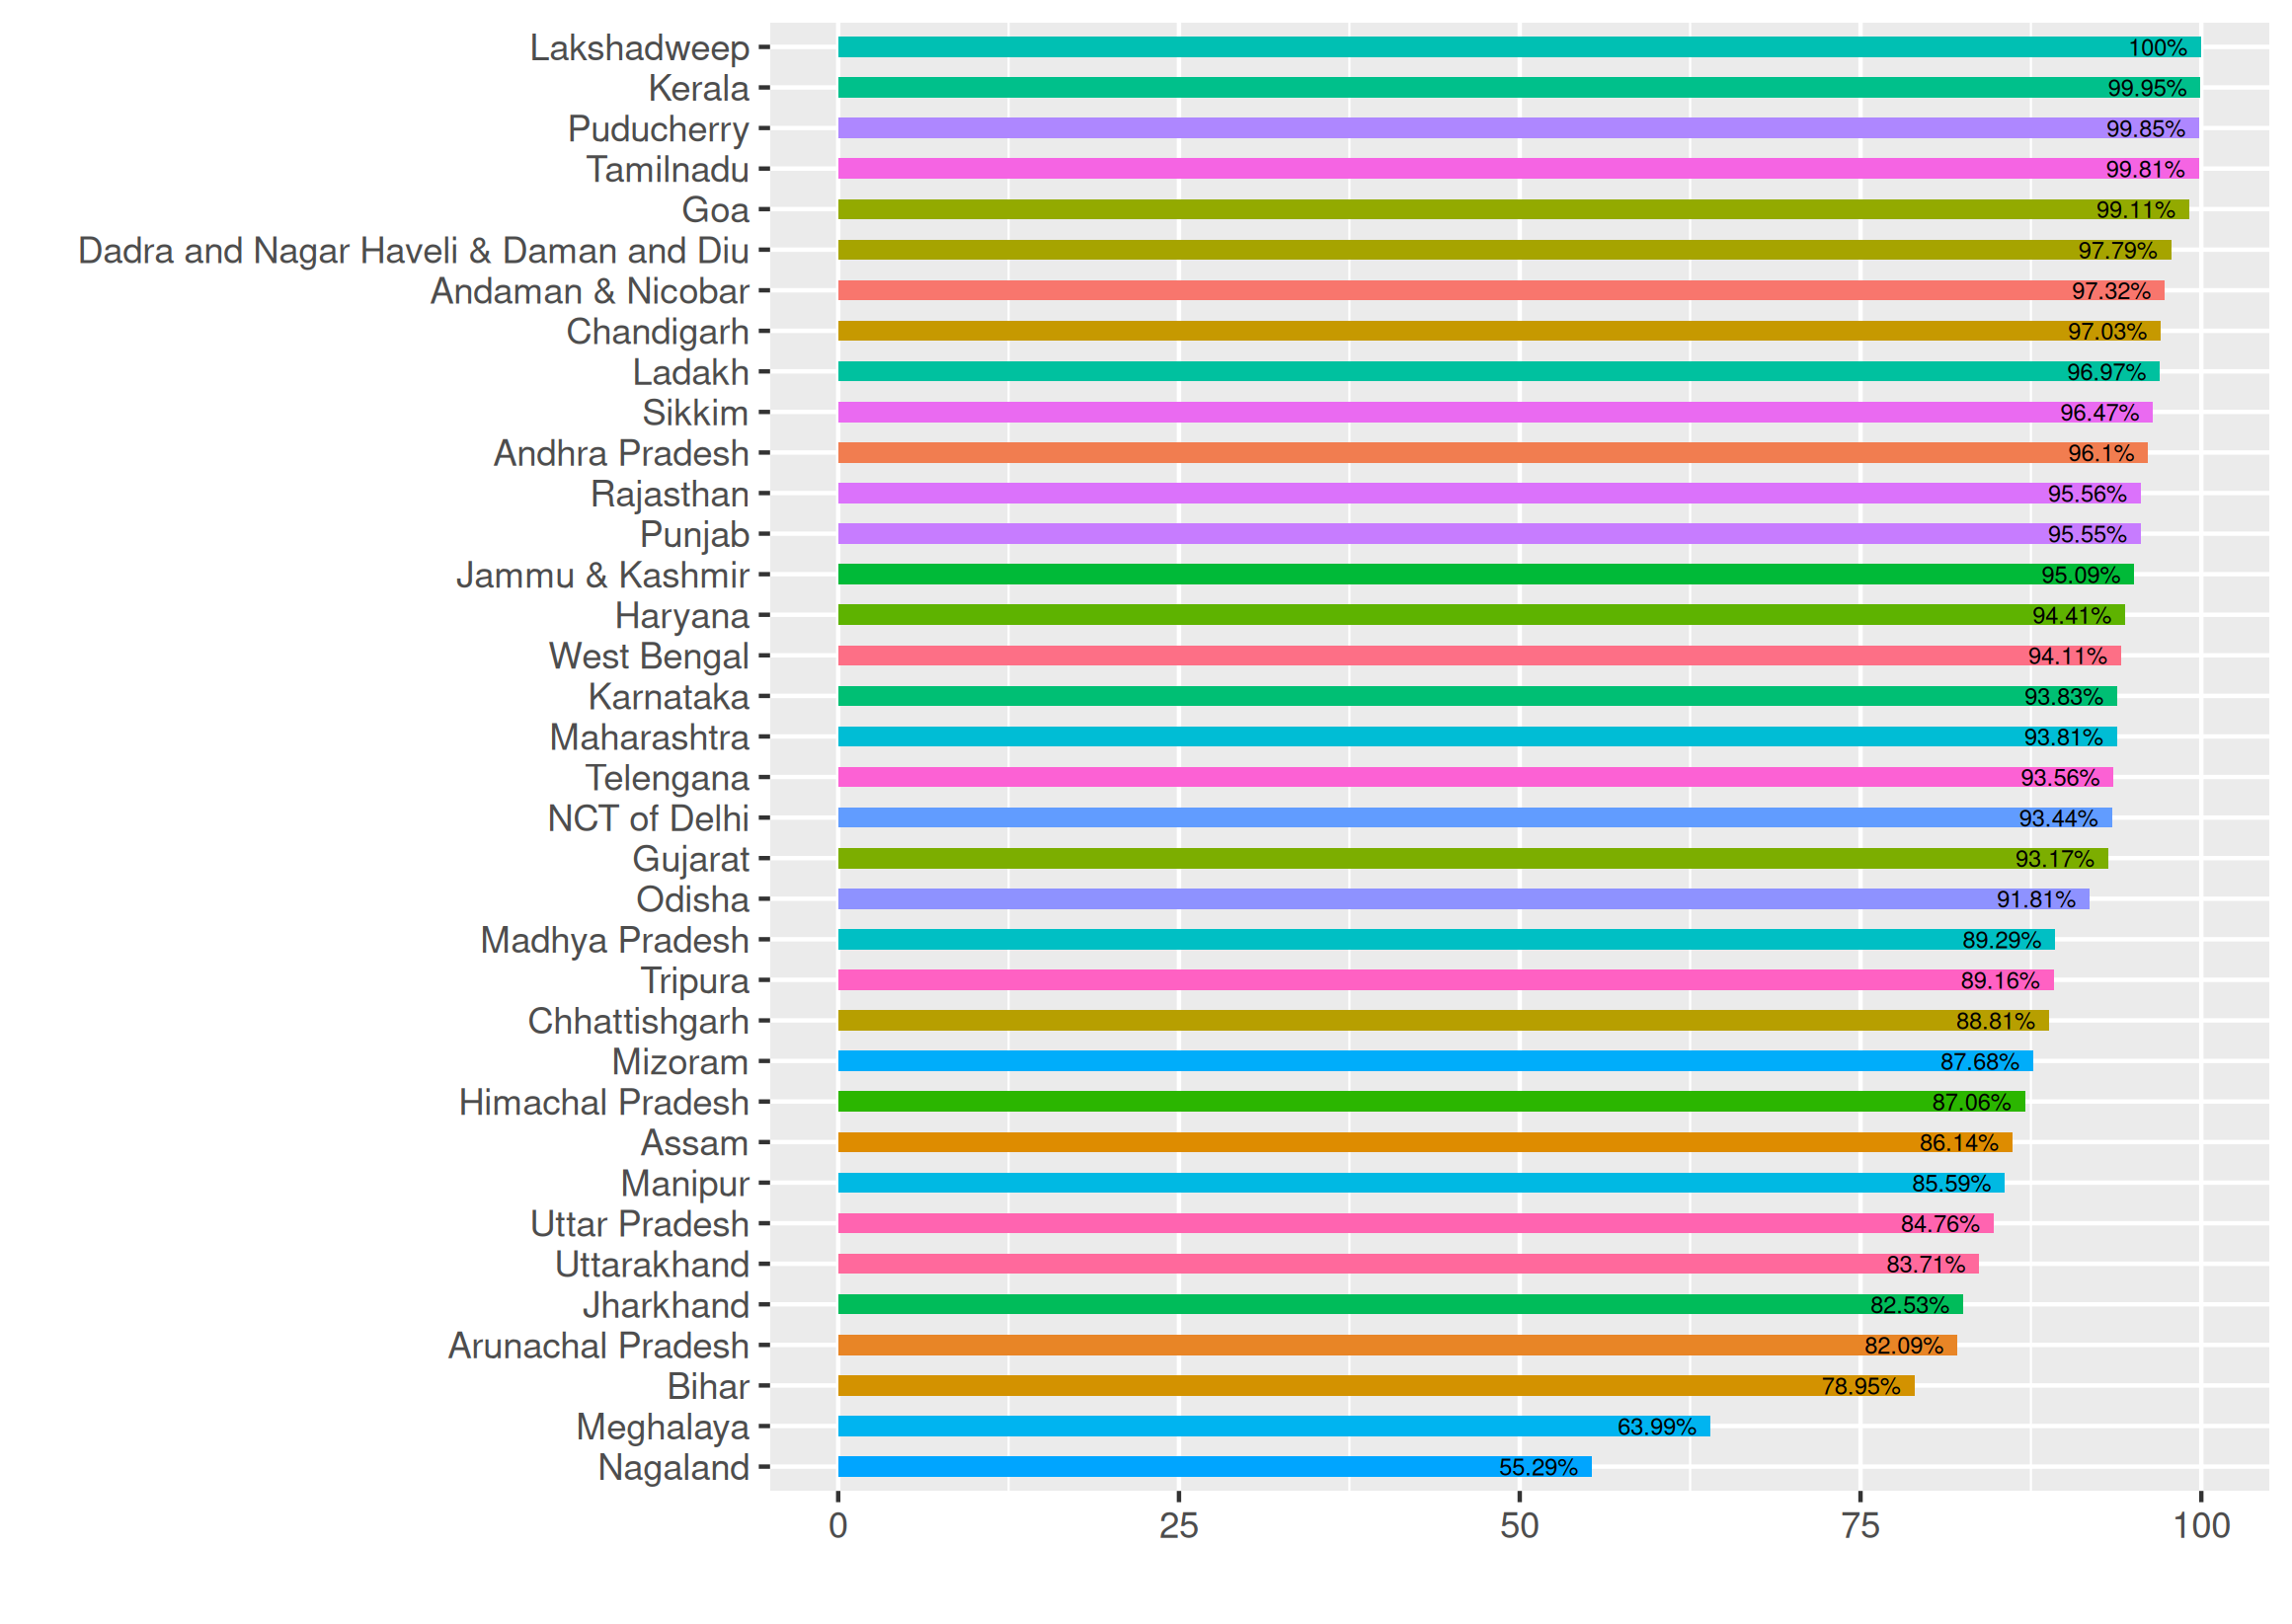 Lakshadweep 100%
Kerala 99.95%
Puducherry 99.85%
Tamilnadu 99.81%
Goa 99.11%
Dadra and Nagar Haveli & Daman and Diu 97.79%
Andaman & Nicobar 97.32%
Chandigarh 97.03%
Ladakh 96.97%
Sikkim 96.47%
Andhra Pradesh 96.1%
Rajasthan 95.56%
Punjab 95.55%
Jammu & Kashmir 95.09%
Haryana 94.41%
West Bengal 94.11%
Karnataka 93.83%
Maharashtra 93.81%
Telengana 93.56%
NCT of Delhi 93.44%
Gujarat 93.17%
Odisha 91.81%
Madhya Pradesh 89.29%
Tripura 89.16%
Chhattishgarh 88.81%
Mizoram 87.68%
Himachal Pradesh 87.06%
Assam 86.14%
Manipur 85.59%
Uttar Pradesh 84.76%
Uttarakhand 83.71%
Jharkhand 82.53%
Arunachal Pradesh 82.09%
Bihar 78.95%
Meghalaya 63.99%
Nagaland 55.29%
0 25 50 75 100